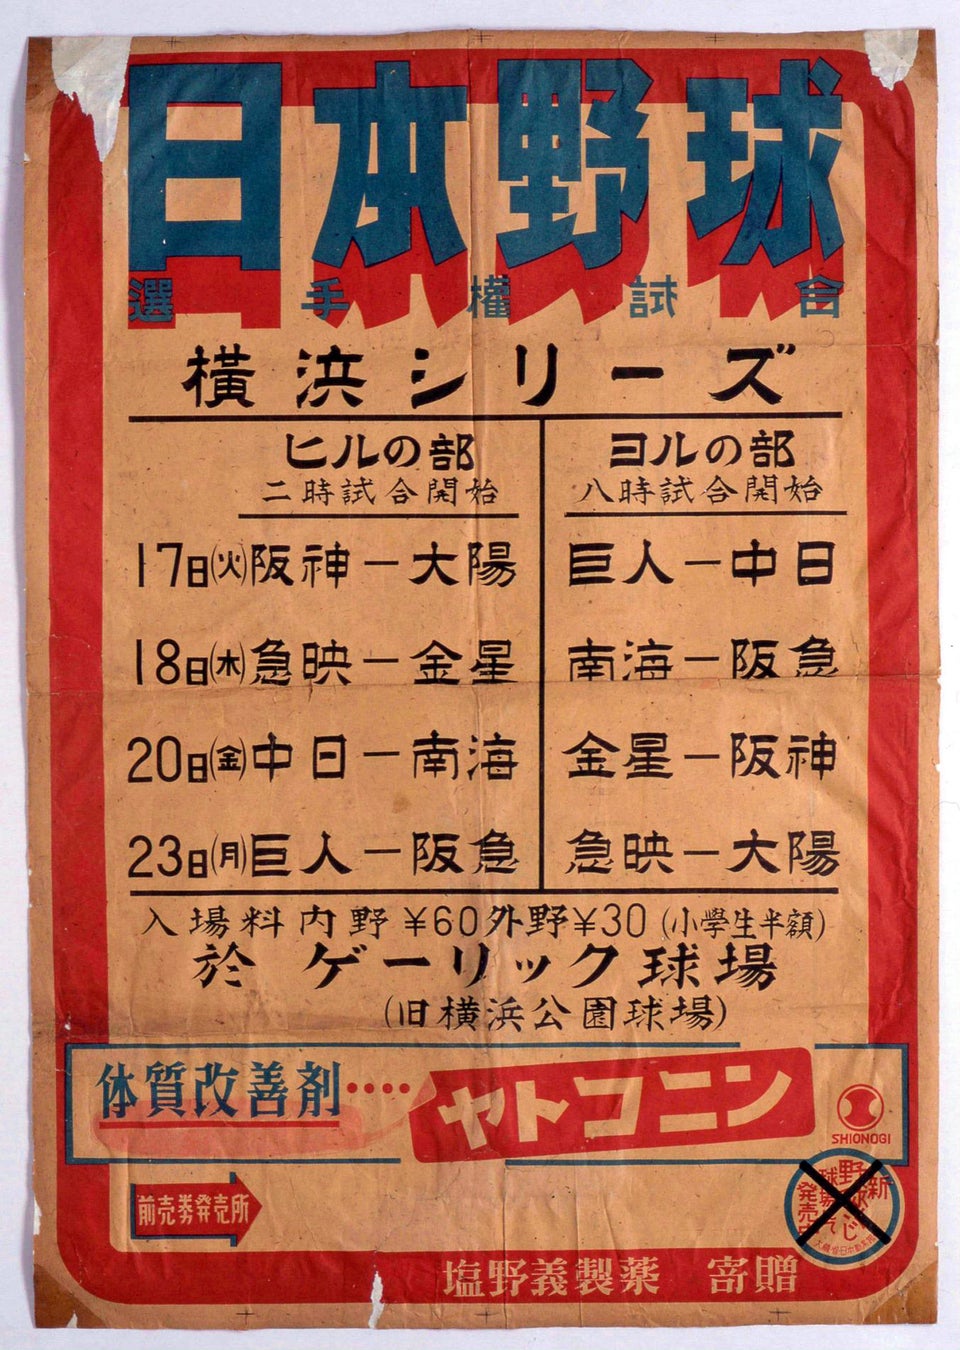 日本野球
選手權試合
横浜シリーズ
ヒルの部
二時試合開始
ヨルの部
八時試合開始
17日(火)阪神ー大陽 巨人ー中日
18日(木)急映ー金星 南海ー阪急
20日(金)中日ー南海 金星ー阪神
23日(月)巨人ー阪急 急映ー大陽
入場料内野¥60外野¥30(小學生半額)
於 ゲーリック球場
(旧横浜公園球場)
体質改善剤‥‥ヤトコニン
SHIONOGI
前売券発売所
塩野義製薬 寄贈